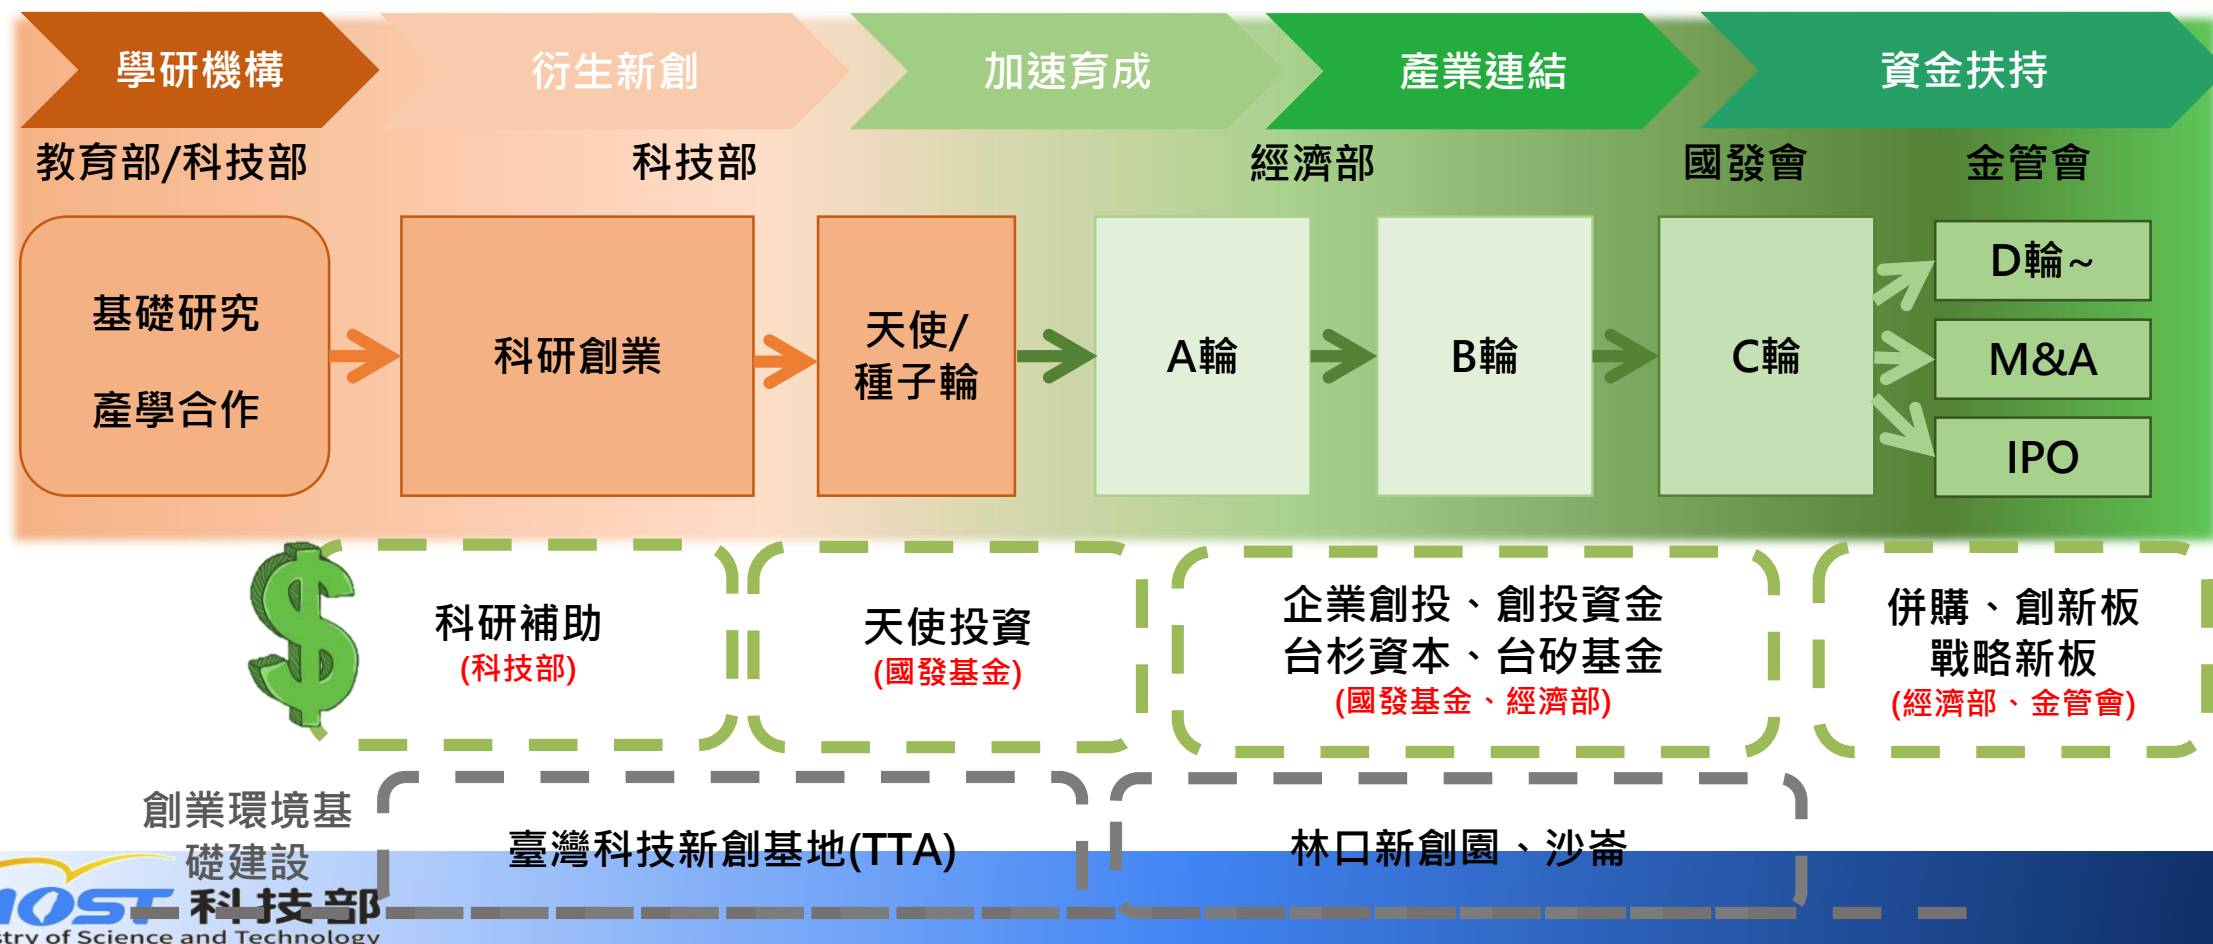 學研機構
衍生新創
加速育成
產業連結
資金扶持
教育部/科技部
科技部
經濟部
國發會
金管會
基礎研究
產學合作
科研創業
天使/
種子輪
A輪
B輪
C輪
D輪~
M&A
IPO
科研補助
(科技部)
天使投資
(國發基金)
企業創投、創投資金
台杉資本、台矽基金
(國發基金、經濟部)
併購、創新板
戰略新板
(經濟部、金管會)
創業環境基
礎建設
臺灣科技新創基地(TTA)
林口新創園、沙崙
MOST 科技部
stry of Science and Technology